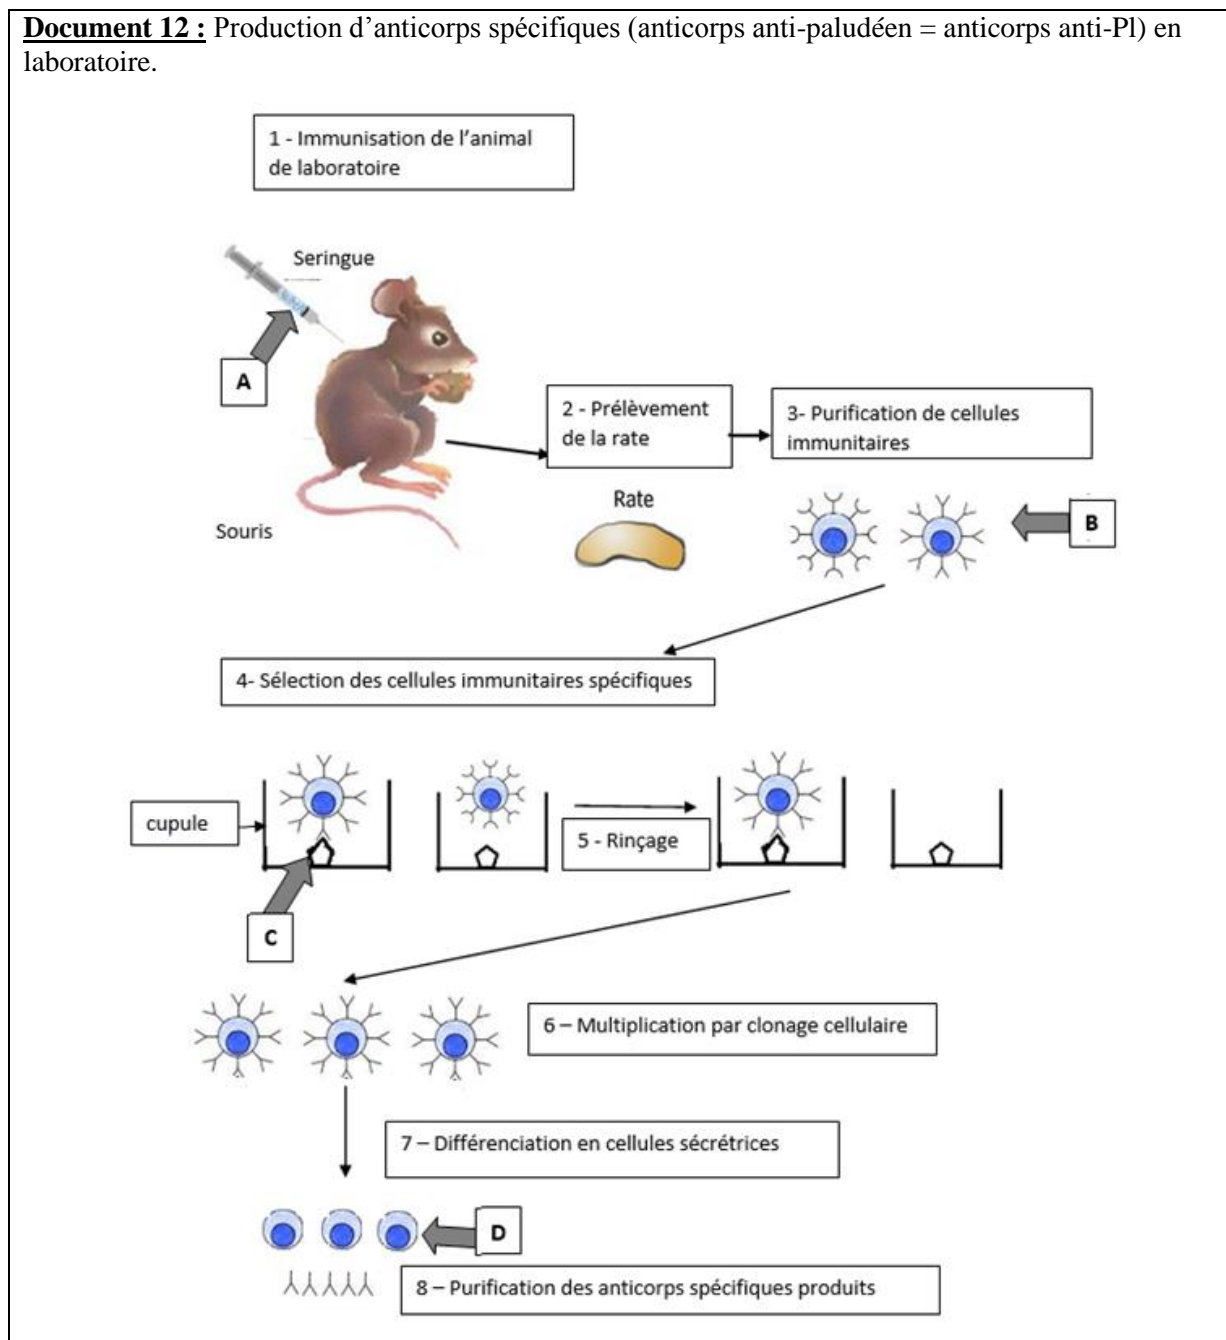 Document 12 : Production d’anticorps spécifiques (anticorps anti-paludéen = anticorps anti-Pl) en
laboratoire.
1 - Immunisation de l’animal
de laboratoire
Seringue
A
2 - Prélèvement
de la rate
3- Purification de cellules
immunitaires
Souris
Rate
B
4- Sélection des cellules immunitaires spécifiques
cupule
5 - Rinçage
C
6 – Multiplication par clonage cellulaire
7 – Différenciation en cellules sécrétrices
D
8 – Purification des anticorps spécifiques produits